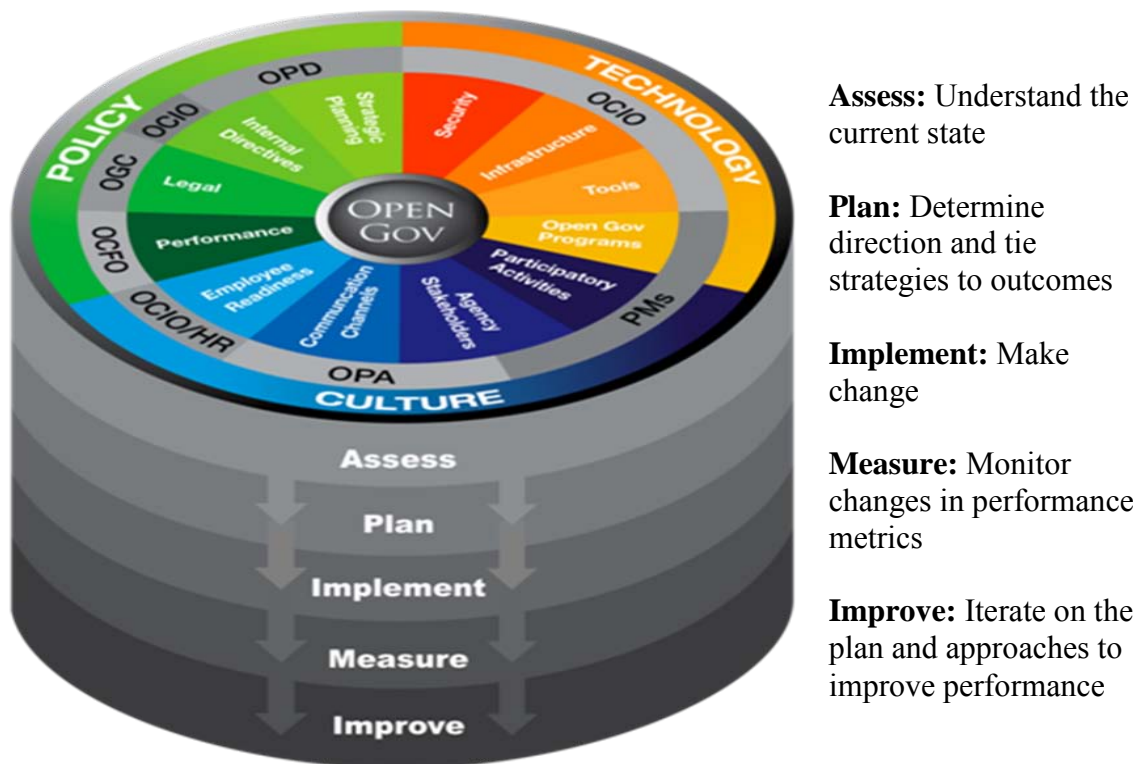 POLICY
TECHNOLOGY
CULTURE
OPD
OCIO
OCIO
OGC
OCFO
OCIO/HR
OPA
PMs
Strategic
Planning
Security
Infrastructure
Tools
Open Gov
Programs
Participatory
Activities
Agency
Stakeholders
Communcation
Channels
Employee
Readiness
Performance
Legal
Internal
Directives
OPEN
GOV
Assess
Plan
Implement
Measure
Improve
Assess: Understand the
current state
Plan: Determine
direction and tie
strategies to outcomes
Implement: Make
change
Measure: Monitor
changes in performance
metrics
Improve: Iterate on the
plan and approaches to
improve performance